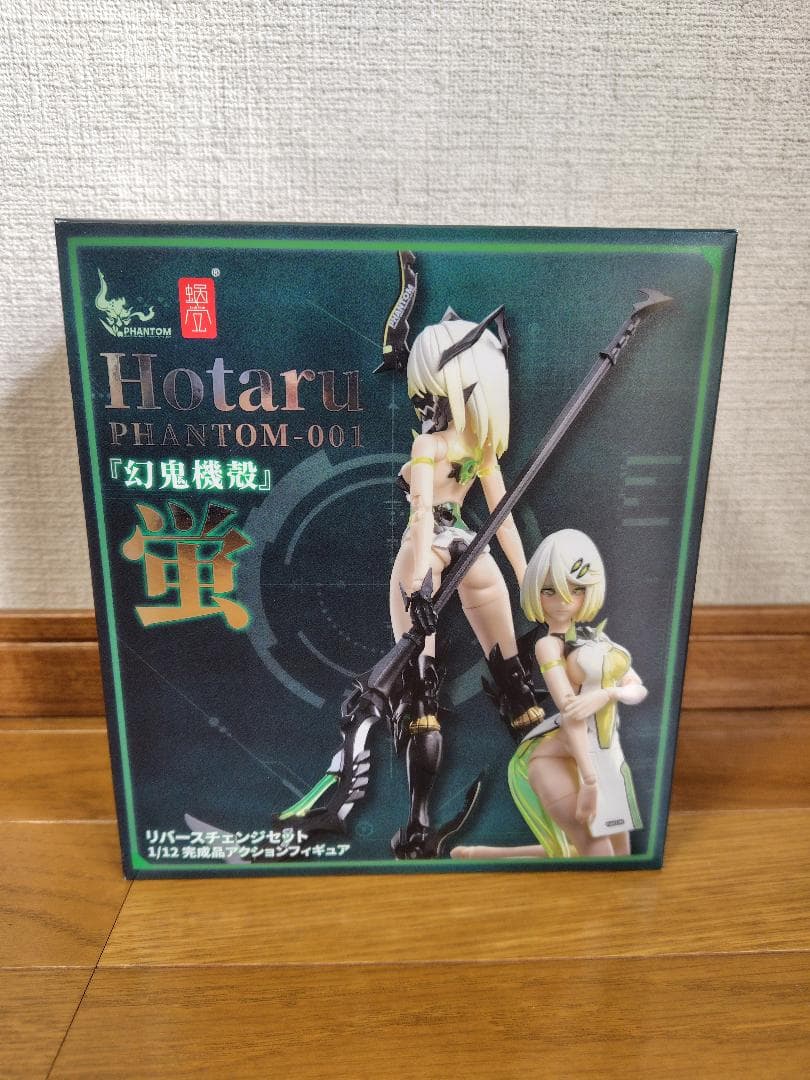 PHANTOM
蝸之殼
®
Hotaru
PHANTOM-001
『幻鬼機殻』
蛍
リバースチェンジセット
1/12 完成品アクションフィギュア
PHANTOM